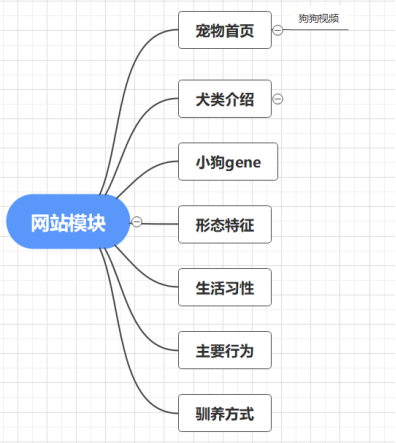 狗狗视频
宠物首页
犬类介绍
小狗gene
网站模块
形态特征
生活习性
主要行为
驯养方式